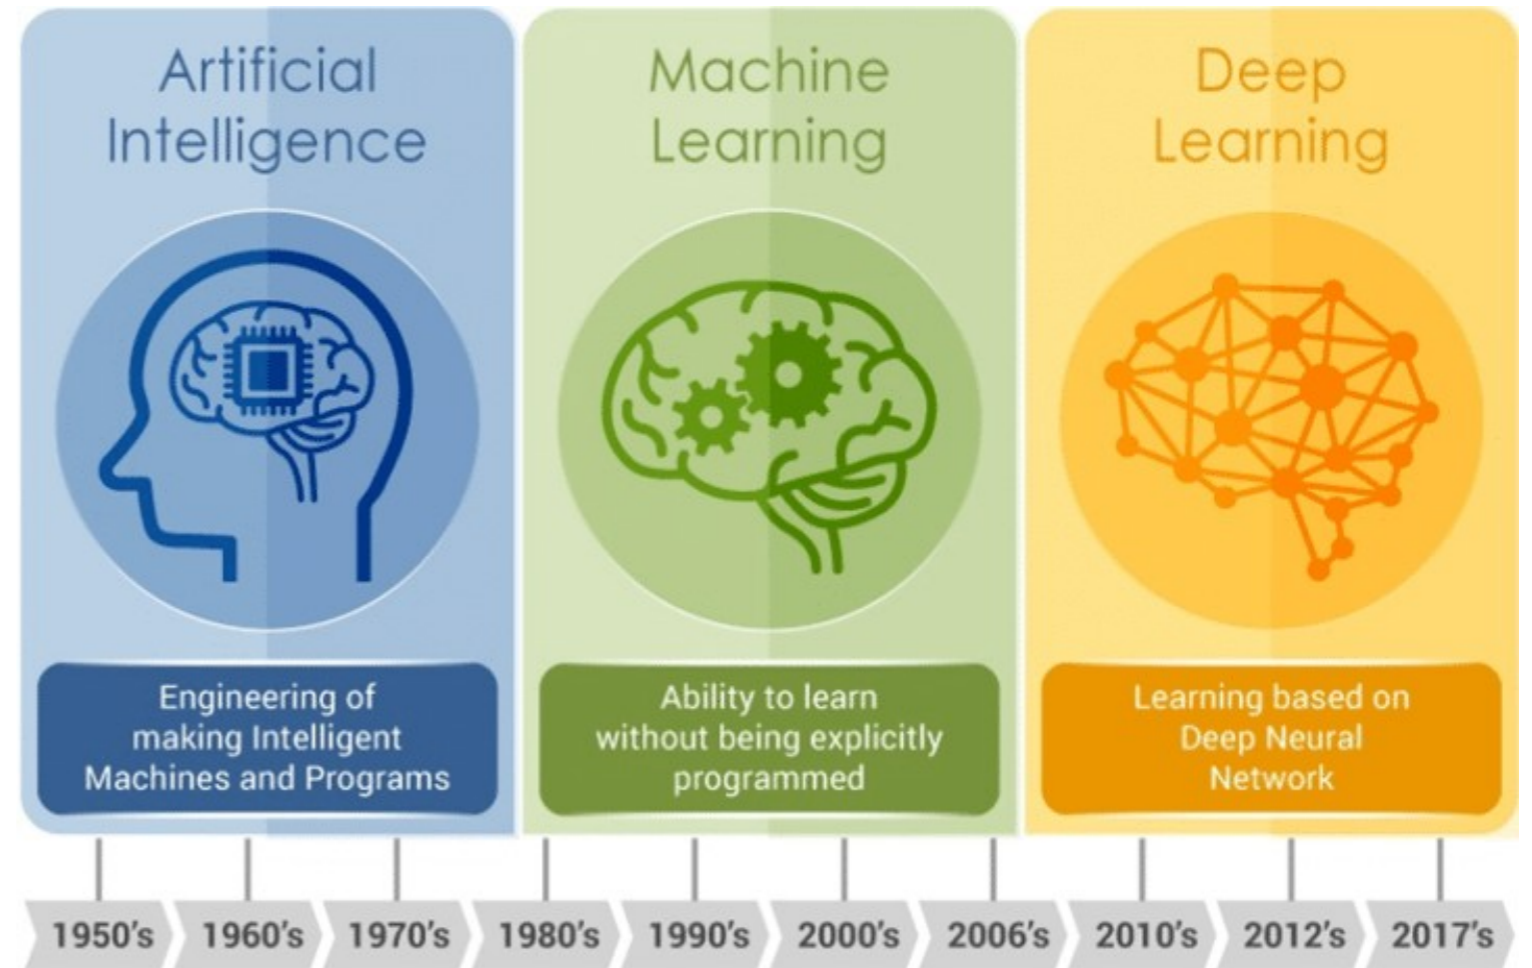 Artificial
Intelligence
Engineering of
making Intelligent
Machines and Programs
Machine
Learning
Ability to learn
without being explicitly
programmed
Deep
Learning
Learning based on
Deep Neural
Network
1950's 1960's 1970's 1980's 1990's 2000's 2006's 2010's 2012's 2017's